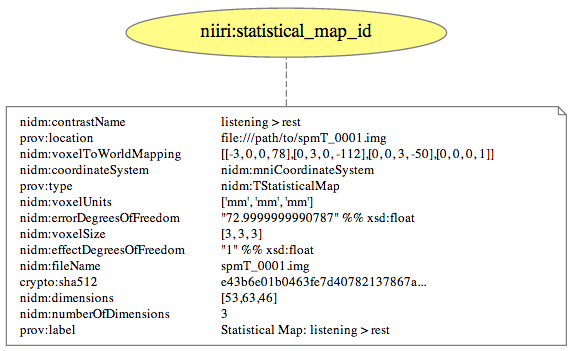 niiri:statistical_map_id
nidm:contrastName listening > rest
prov:location file:///path/to/spmT_0001.img
nidm:voxelToWorldMapping [[-3, 0, 0, 78],[0, 3, 0, -112],[0, 0, 3, -50],[0, 0, 0, 1]]
nidm:coordinateSystem nidm:mniCoordinateSystem
prov:type nidm:TStatisticalMap
nidm:voxelUnits ['mm', 'mm', 'mm']
nidm:errorDegreesOfFreedom "72.9999999990787" %% xsd:float
nidm:voxelSize [3, 3, 3]
nidm:effectDegreesOfFreedom "1" %% xsd:float
nidm:fileName spmT_0001.img
crypto:sha512 e43b6e01b0463fe7d40782137867a...
nidm:dimensions [53,63,46]
nidm:numberOfDimensions 3
prov:label Statistical Map: listening > rest